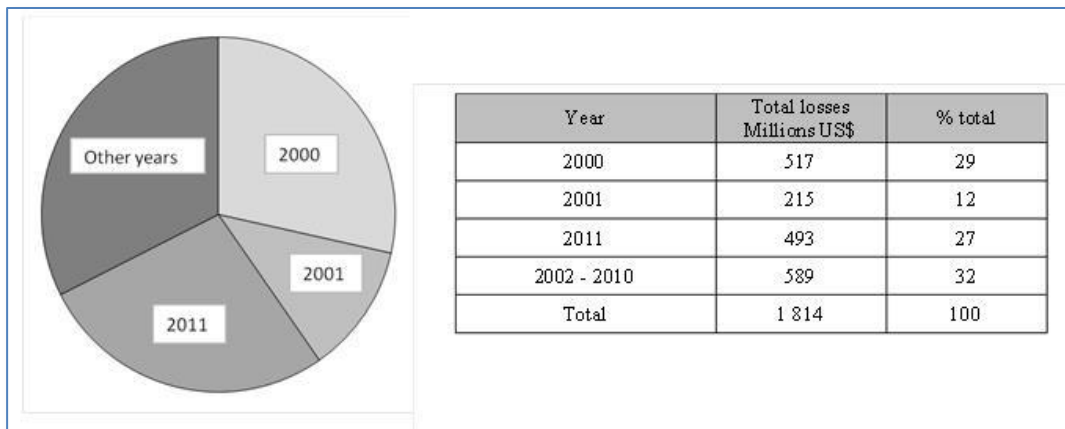 Other years
2000
2001
2011
Year Total losses Millions US$ % total
2000 517 29
2001 215 12
2011 493 27
2002 - 2010 589 32
Total 1 814 100